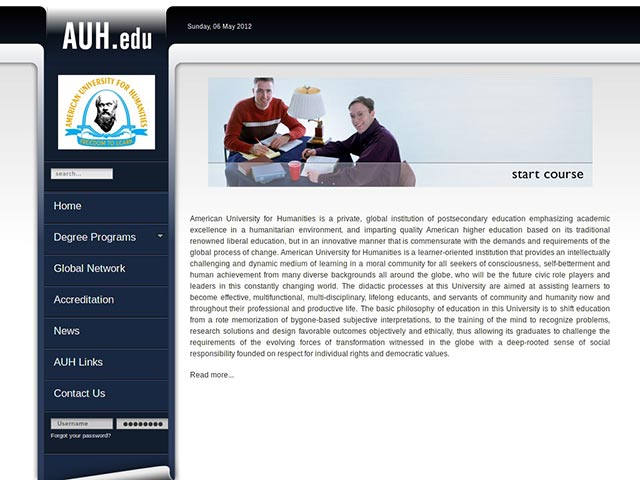 AUH.edu
Sunday, 06 May 2012
AMERICAN UNIVERSITY FOR HUMANITIES
FREEDOM TO LEARN
search...
Home
Degree Programs
Global Network
Accreditation
News
AUH Links
Contact Us
Username
Forgot your password?
start course
American University for Humanities is a private, global institution of postsecondary education emphasizing academic
excellence in a humanitarian environment, and imparting quality American higher education based on its traditional
renowned liberal education, but in an innovative manner that is commensurate with the demands and requirements of the
global process of change. American University for Humanities is a learner-oriented institution that provides an intellectually
challenging and dynamic medium of learning in a moral community for all seekers of consciousness, self-betterment and
human achievement from many diverse backgrounds all around the globe, who will be the future civic role players and
leaders in this constantly changing world. The didactic processes at this University are aimed at assisting learners to
become effective, multifunctional, multi-disciplinary, lifelong educants, and servants of community and humanity now and
throughout their professional and productive life. The basic philosophy of education in this University is to shift education
from a rote memorization of bygone-based subjective interpretations, to the training of the mind to recognize problems,
research solutions and design favorable outcomes objectively and ethically, thus allowing its graduates to challenge the
requirements of the evolving forces of transformation witnessed in the globe with a deep-rooted sense of social
responsibility founded on respect for individual rights and democratic values.
Read more...